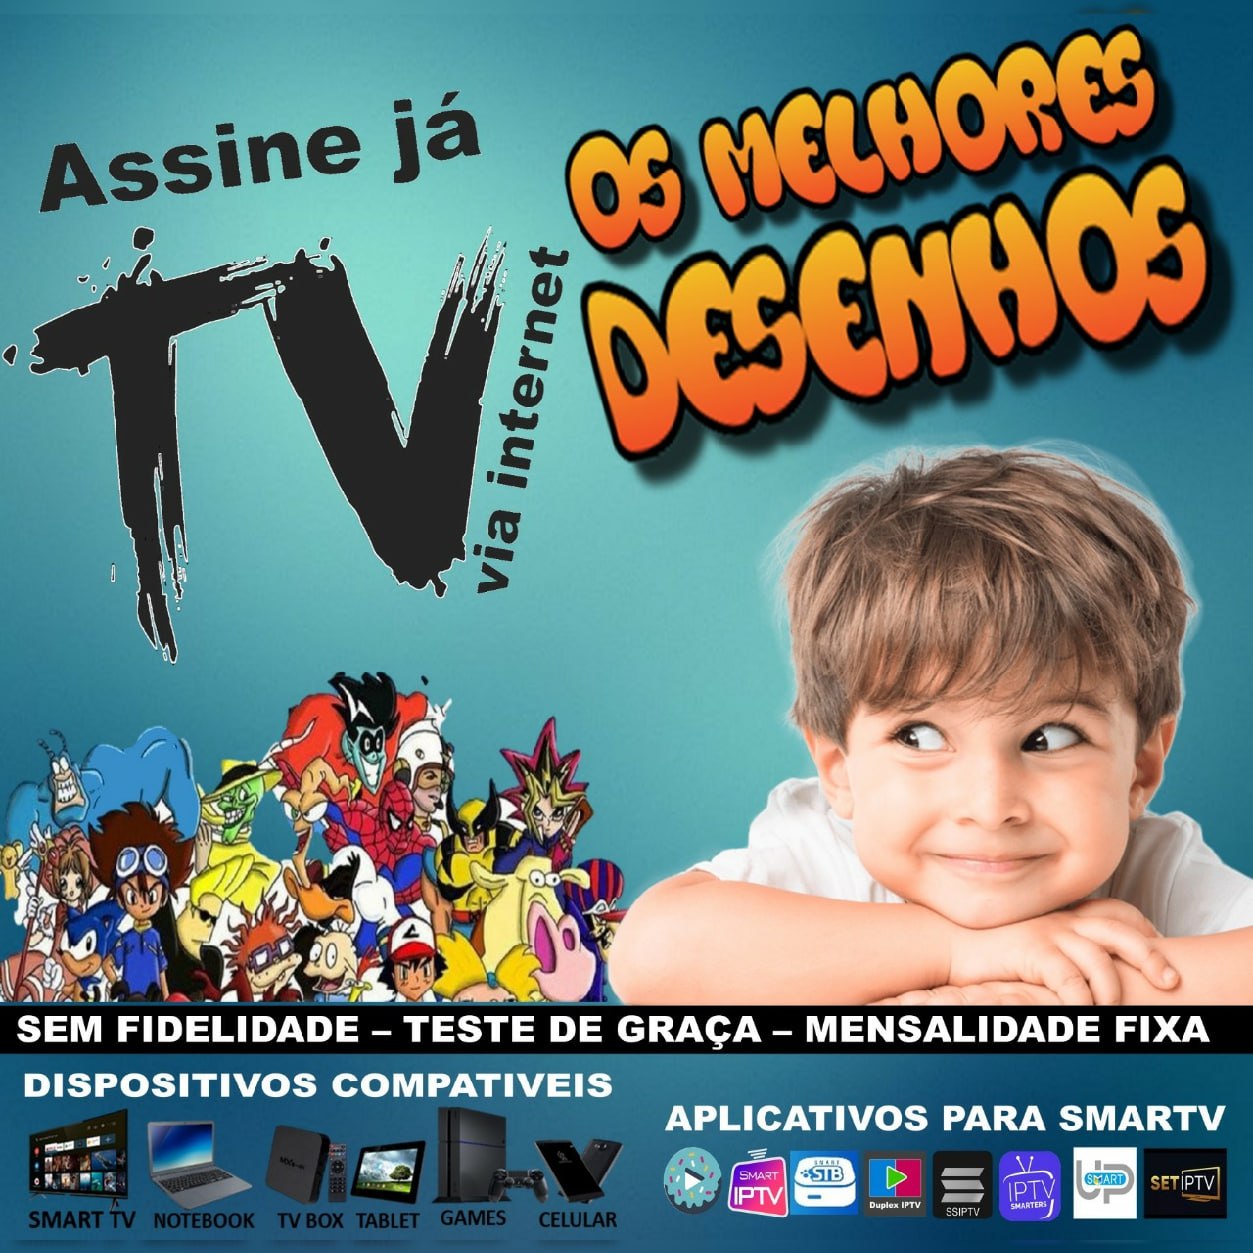 Assine já
TV
via internet
OS MELHORES
DESENHOS
SEM FIDELIDADE – TESTE DE GRAÇA – MENSALIDADE FIXA
DISPOSITIVOS COMPATIVEIS
SMART TV
NOTEBOOK
TV BOX
TABLET
GAMES
CELULAR
APLICATIVOS PARA SMARTV
SMART
IPTV
SMART
STB
Duplex IPTV
SSIPTV
IPTV
SMARTERS
SMART
UP
SET IPTV